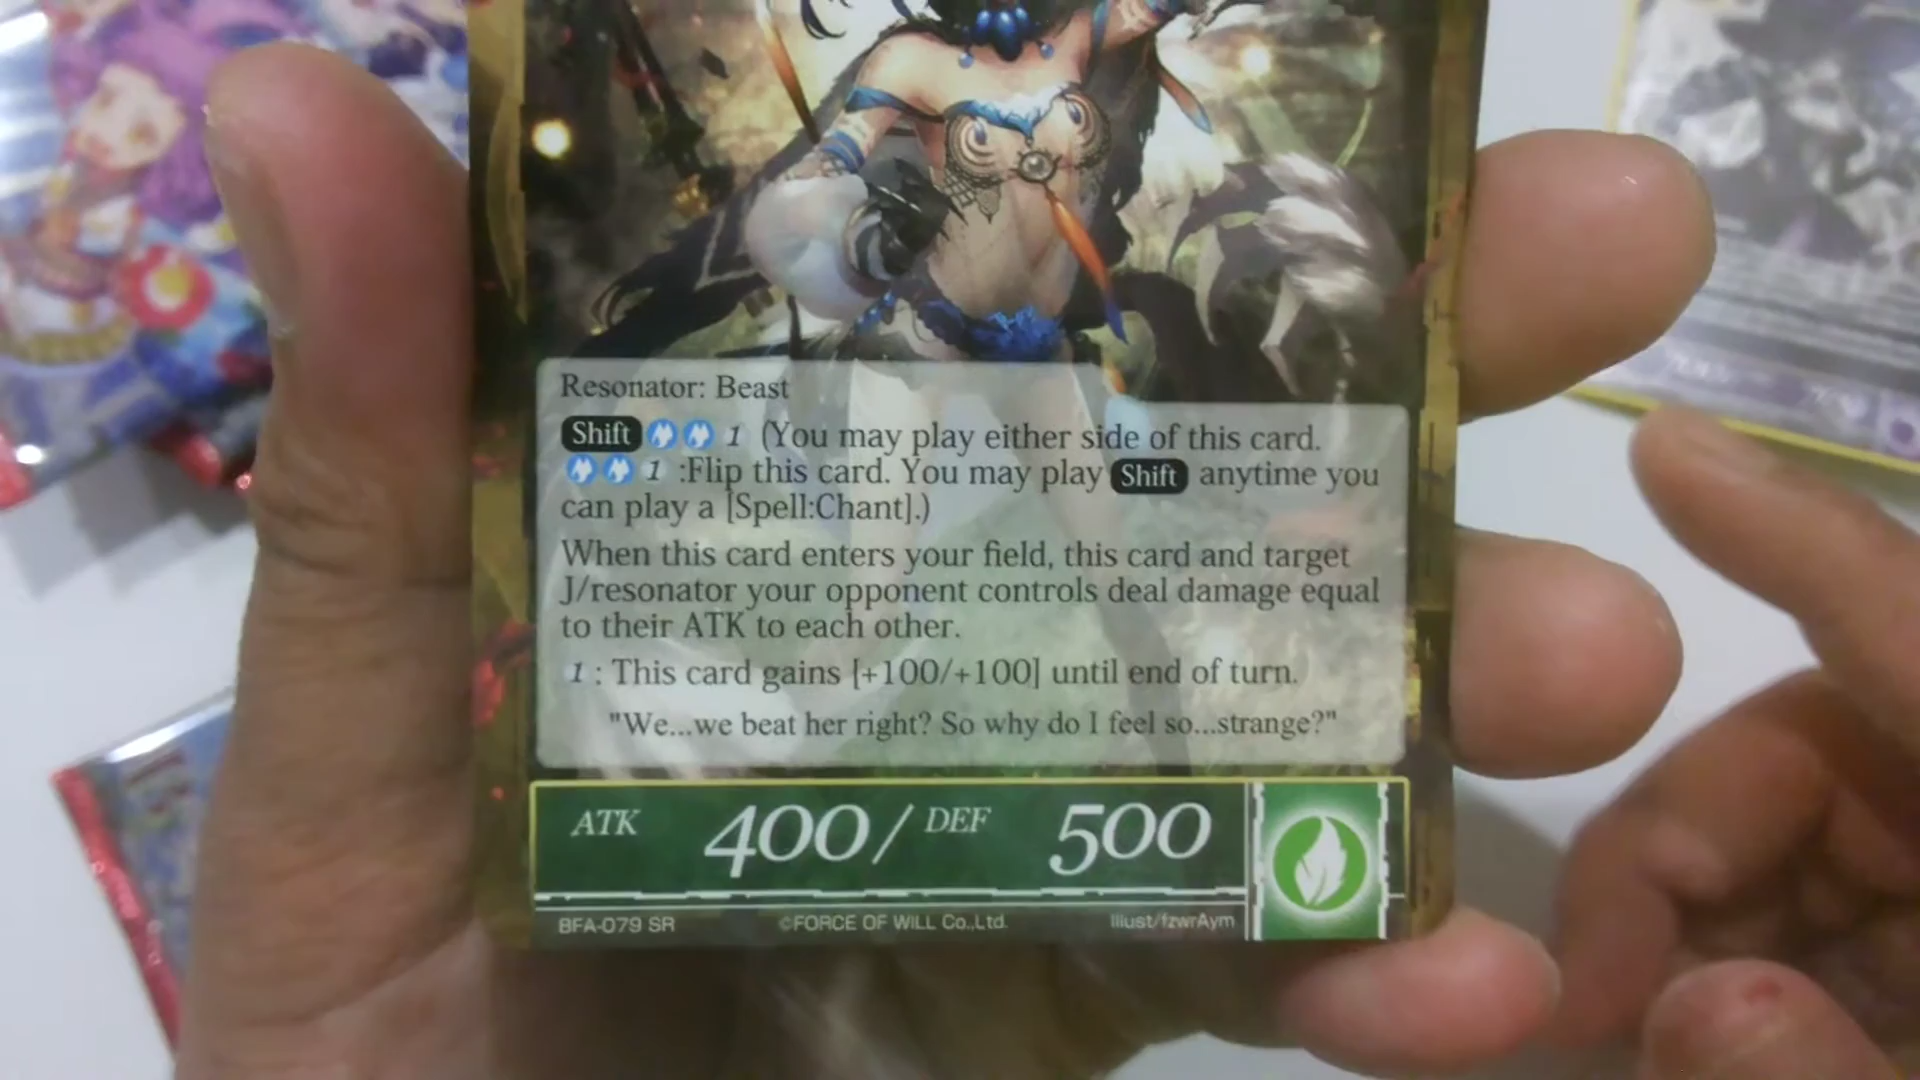 Resonator: Beast
Shift 1 (You may play either side of this card.
1 :Flip this card. You may play Shift anytime you
can play a [Spell:Chant].)
When this card enters your field, this card and target
J/resonator your opponent controls deal damage equal
to their ATK to each other.
1 : This card gains [+100/+100] until end of turn.
"We...we beat her right? So why do I feel so...strange?"
ATK 400 / DEF 500
BFA-079 SR ©FORCE OF WILL Co.,Ltd. Illust/fzwrAym